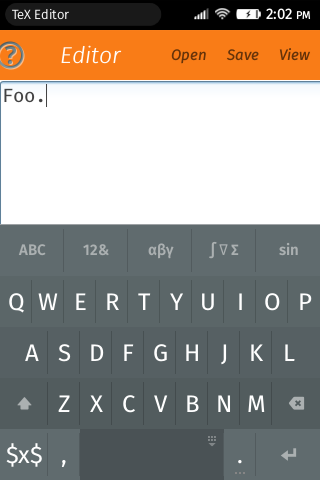 TeX Editor 2:02 PM
? Editor Open Save View
Foo.
ABC 12& αβγ ∫∇Σ sin
Q W E R T Y U I O P
A S D F G H J K L
Z X C V B N M
$x$ , .